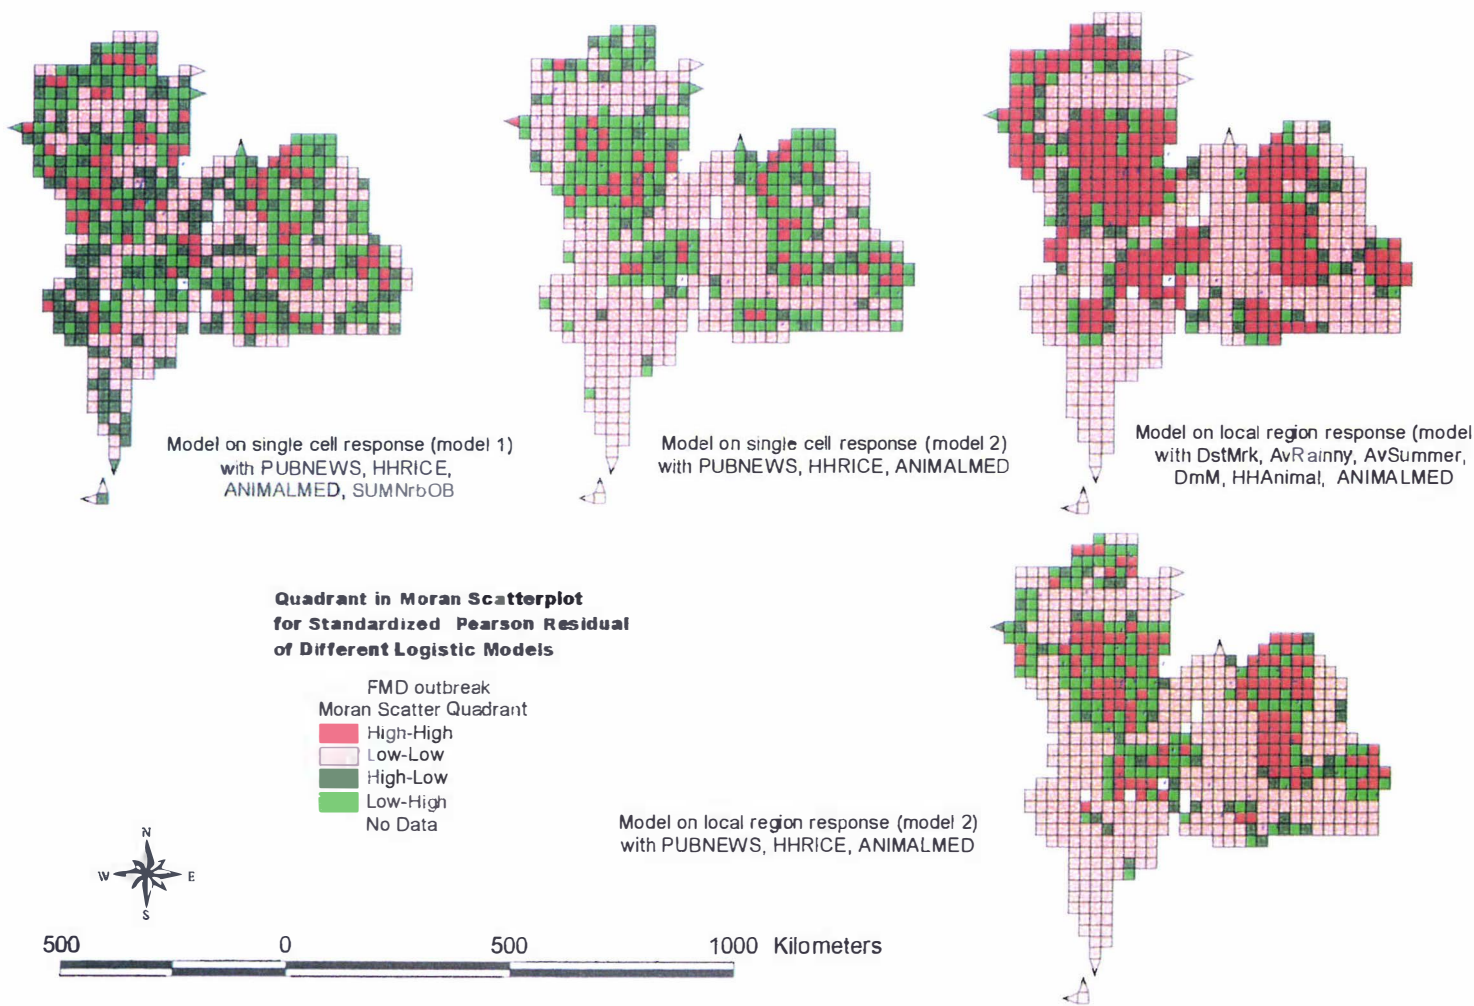 Model on single cell response (model 1)
with PUBNEWS, HHRICE,
ANIMALMED, SUMNrbOB
Model on single cell response (model 2)
with PUBNEWS, HHRICE, ANIMALMED
Model on local region response (model
with DstMrk, AvRainny, AvSummer,
DmM, HHAnimal, ANIMALMED
Quadrant in Moran Scatterplot
for Standardized Pearson Residual
of Different Logistic Models
FMD outbreak
Moran Scatter Quadrant
High-High
Low-Low
High-Low
Low-High
No Data
Model on local region response (model 2)
with PUBNEWS, HHRICE, ANIMALMED
N
W E
S
500 0 500 1000 Kilometers